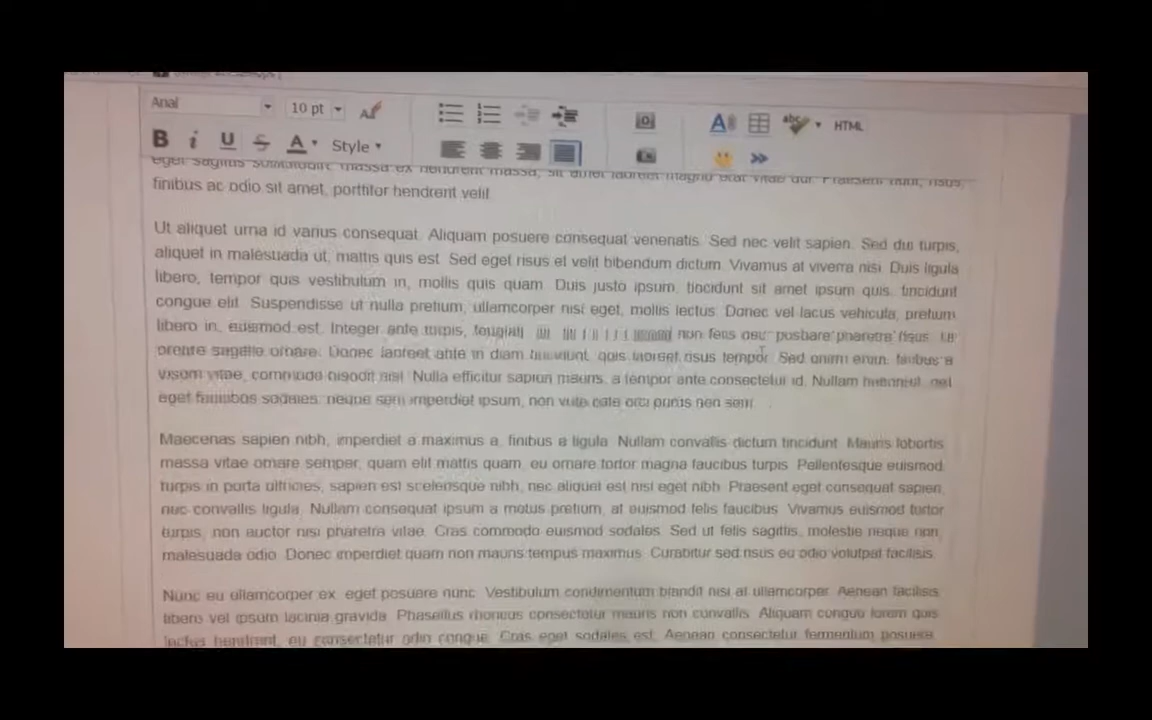 Arial 10 pt HTML
B i U S A Style
finibus ac odio sit amet, porttitor hendrerit velit.
Ut aliquet urna id varius consequat. Aliquam posuere consequat venenatis. Sed nec velit sapien. Sed dui turpis,
aliquet in malesuada ut, mattis quis est. Sed eget risus et velit bibendum dictum. Vivamus at viverra nisi. Duis ligula
libero, tempor quis vestibulum in, mollis quis quam. Duis justo ipsum, tincidunt sit amet ipsum quis, tincidunt
congue elit. Suspendisse ut nulla pretium, ullamcorper nisi eget, mollis lectus. Donec vel lacus vehicula, pretium
libero in, euismod est. Integer ante turpis, feugiat non felis
ornare. Donec laoreet ante in diam tincidunt, quis laoreet risus tempor. Sed
vitae, commodo nisi. Nulla efficitur sapien mauris, a tempor ante consectetur id. Nullam
eget faucibus sodales, neque sem imperdiet ipsum, non purus non sem.
Maecenas sapien nibh, imperdiet a maximus a, finibus a ligula. Nullam convallis dictum tincidunt. Mauris lobortis
massa vitae ornare semper, quam elit mattis quam, eu ornare tortor magna faucibus turpis. Pellentesque euismod
turpis in porta ultricies, sapien est scelerisque nibh, nec aliquet est nisi eget nibh. Praesent eget consequat sapien,
nec convallis ligula. Nullam consequat ipsum a motus pretium, at euismod felis faucibus. Vivamus euismod tortor
turpis, non auctor nisi pharetra vitae. Cras commodo euismod sodales. Sed ut felis sagittis, molestie neque non,
malesuada odio. Donec imperdiet quam non mauris tempus maximus. Curabitur sed risus eu odio volutpat facilisis.
Nunc eu ullamcorper ex, eget posuere nunc. Vestibulum condimentum blandit nisi at ullamcorper. Aenean facilisis
libero vel ipsum lacinia gravida. Phasellus rhoncus consectetur mauris non convallis. Aliquam congue lorem quis
lectus hendrerit, eu consectetur odio congue. Cras eget sodales est. Aenean consectetur fermentum posuere.